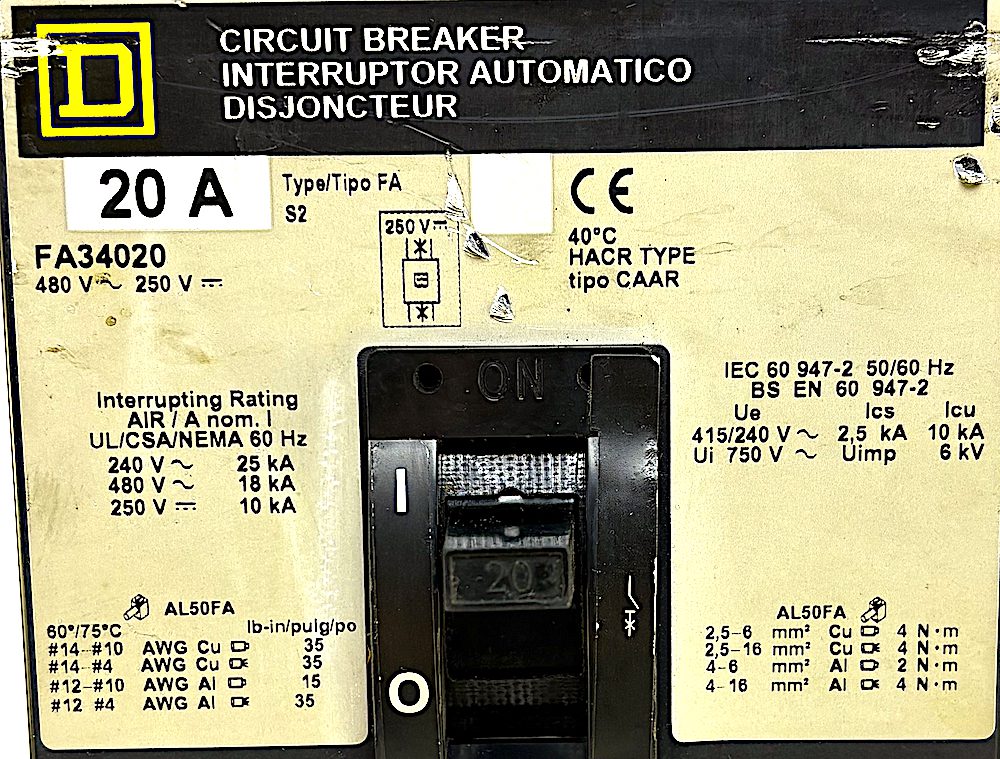 D
CIRCUIT BREAKER
INTERRUPTOR AUTOMATICO
DISJONCTEUR
20 A
Type/Tipo FA
S2
FA34020
480 V~ 250 V ⎓
250 V ⎓
CE
40°C
HACR TYPE
tipo CAAR
Interrupting Rating
AIR / A nom. I
UL/CSA/NEMA 60 Hz
240 V ~ 25 kA
480 V ~ 18 kA
250 V ⎓ 10 kA
ON
I
20
O
IEC 60 947-2 50/60 Hz
BS EN 60 947-2
Ue Ics Icu
415/240 V ~ 2,5 kA 10 kA
Ui 750 V ~ Uimp 6 kV
AL50FA
60°/75°C lb-in/pulg/po
#14-#10 AWG Cu 35
#14-#4 AWG Cu 35
#12-#10 AWG Al 15
#12 #4 AWG Al 35
AL50FA
2,5-6 mm² Cu 4 N·m
2,5-16 mm² Cu 4 N·m
4-6 mm² Al 2 N·m
4-16 mm² Al 4 N·m